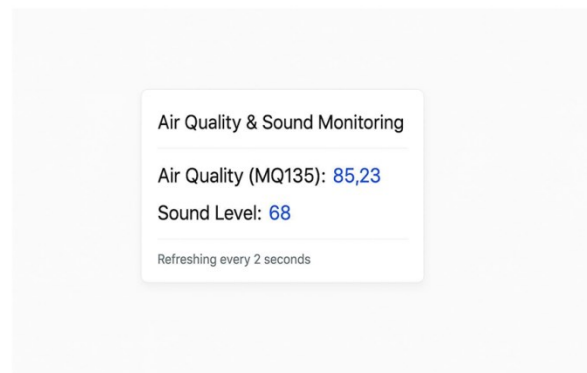 Air Quality & Sound Monitoring
Air Quality (MQ135): 85,23
Sound Level: 68
Refreshing every 2 seconds